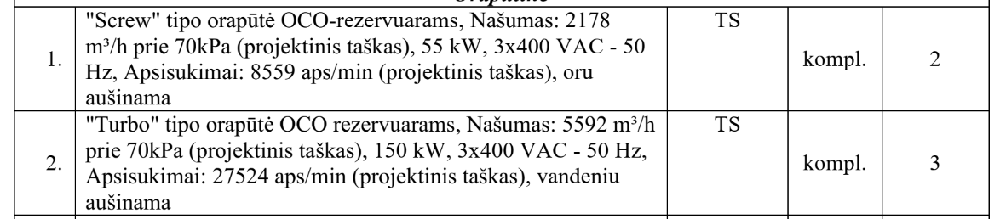 1.
"Screw" tipo orapūtė OCO-rezervuarams, Našumas: 2178
m³/h prie 70kPa (projektinis taškas), 55 kW, 3x400 VAC - 50
Hz, Apsisukimai: 8559 aps/min (projektinis taškas), oru
aušinama
TS
kompl.
2
2.
"Turbo" tipo orapūtė OCO rezervuarams, Našumas: 5592 m³/h
prie 70kPa (projektinis taškas), 150 kW, 3x400 VAC - 50 Hz,
Apsisukimai: 27524 aps/min (projektinis taškas), vandeniu
aušinama
TS
kompl.
3